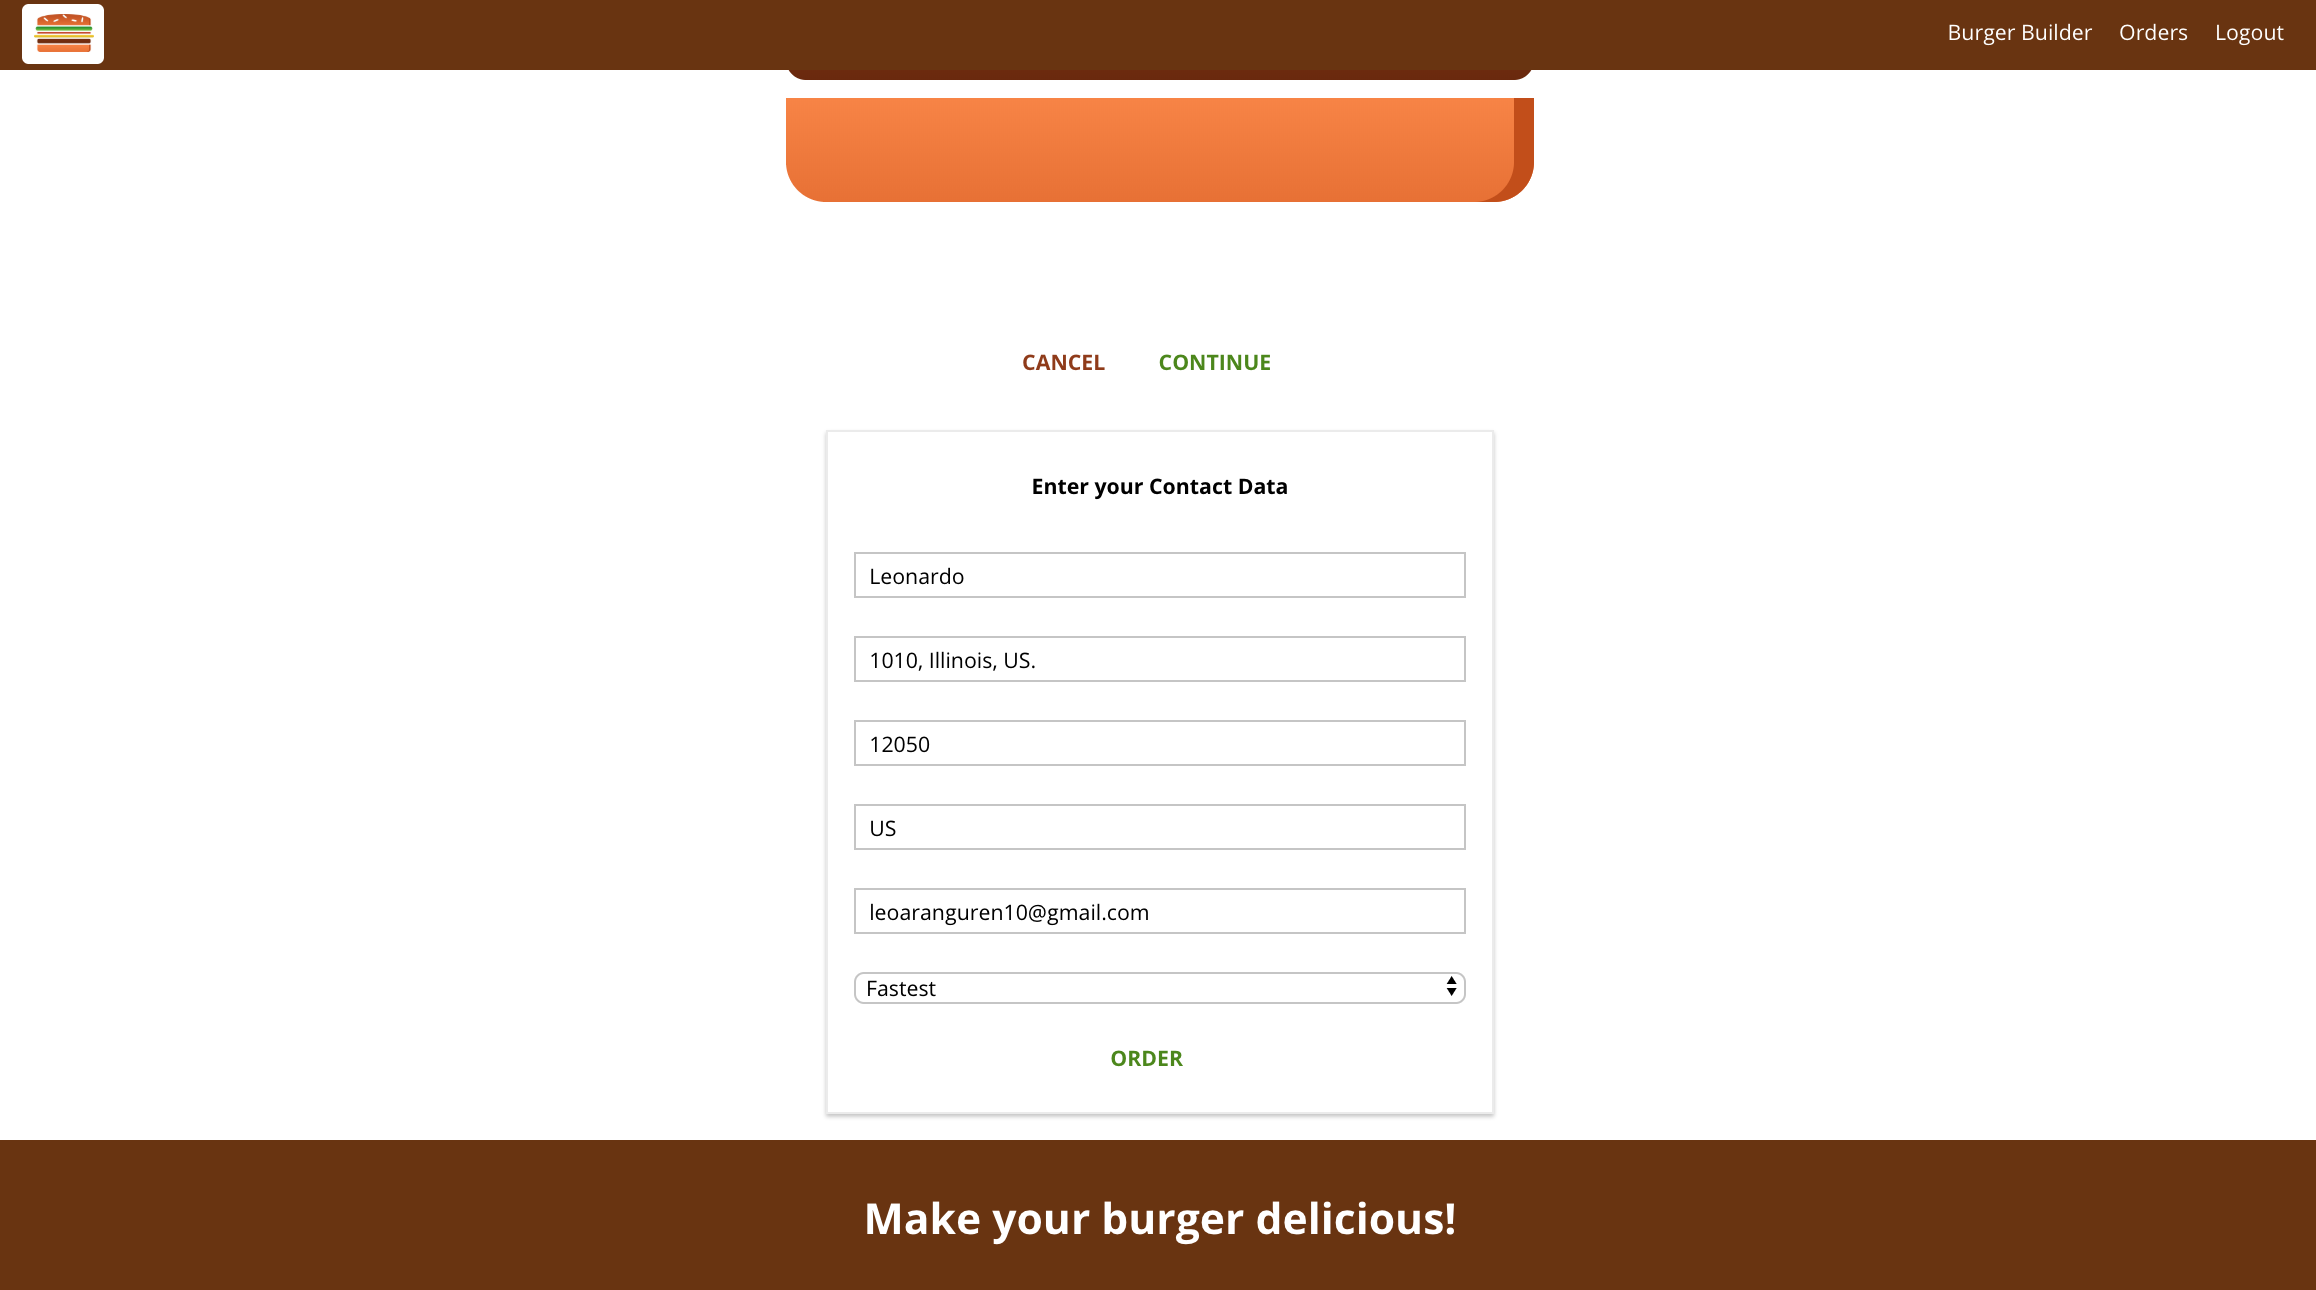 Burger Builder Orders Logout
CANCEL CONTINUE
Enter your Contact Data
Leonardo
1010, Illinois, US.
12050
US
leoaranguren10@gmail.com
Fastest
ORDER
Make your burger delicious!